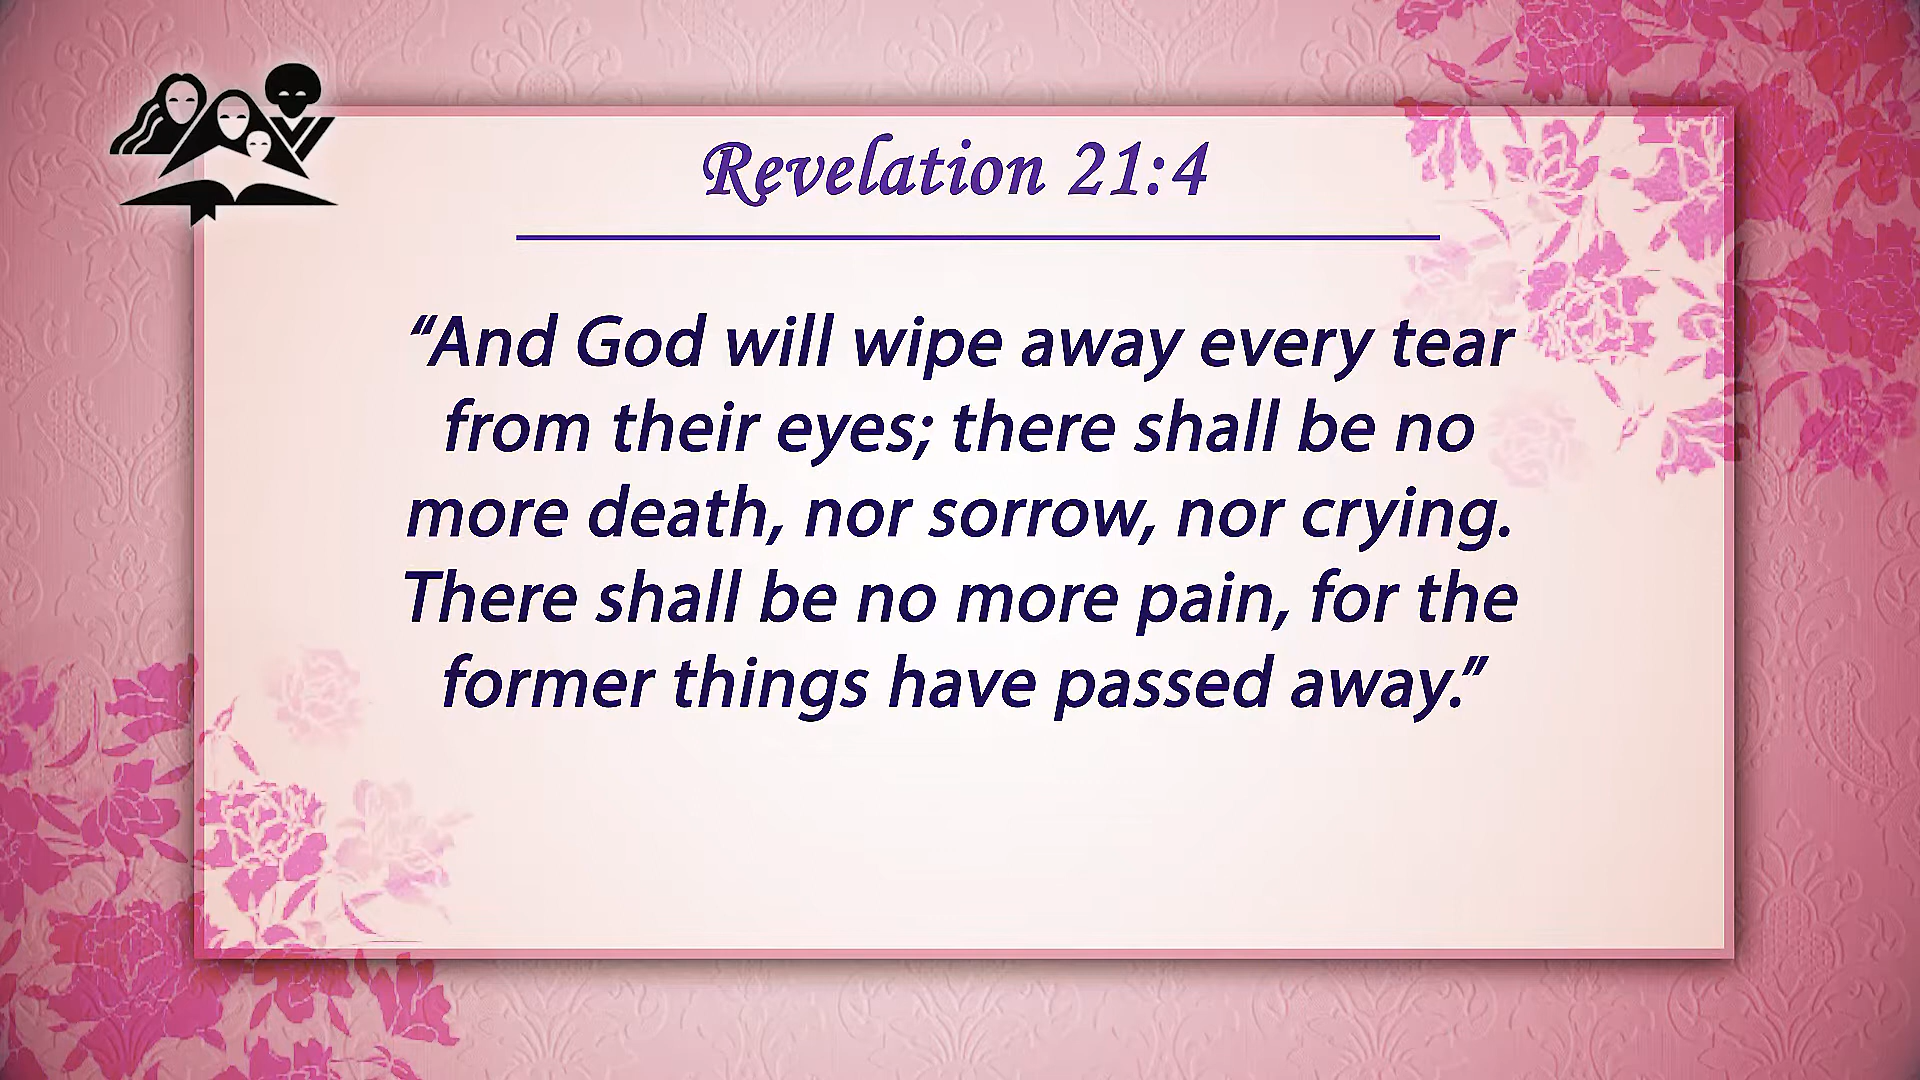 Revelation 21:4
“And God will wipe away every tear
from their eyes; there shall be no
more death, nor sorrow, nor crying.
There shall be no more pain, for the
former things have passed away.”